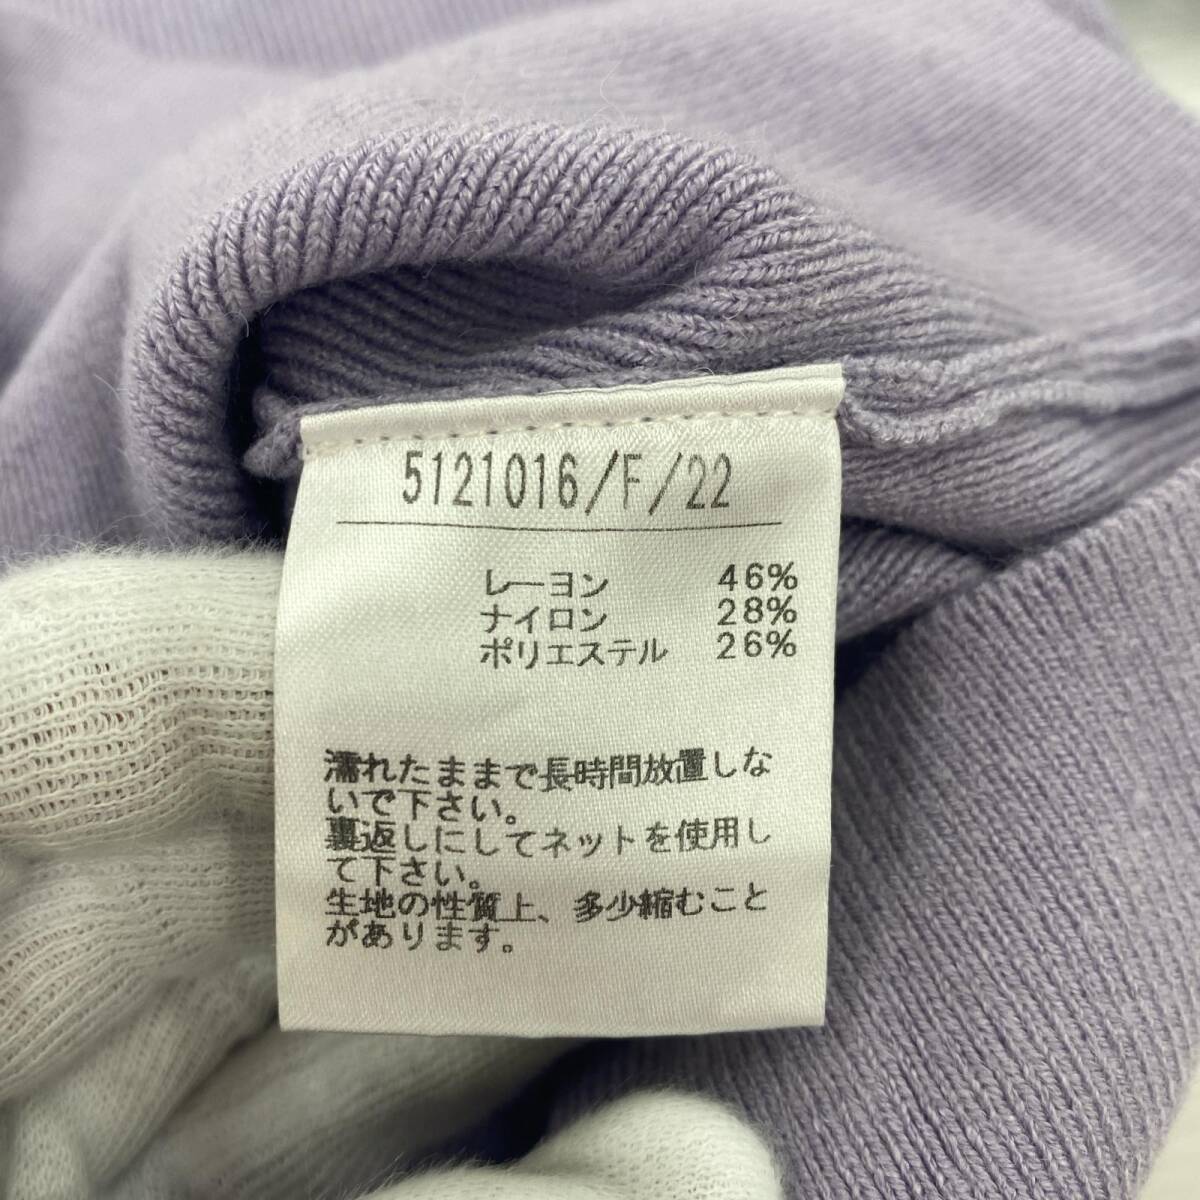 5121016/F/22
レーヨン 46%
ナイロン 28%
ポリエステル 26%
濡れたままで長時間放置しな
いで下さい。
裏返しにしてネットを使用し
て下さい。
生地の性質上、多少縮むこと
があります。